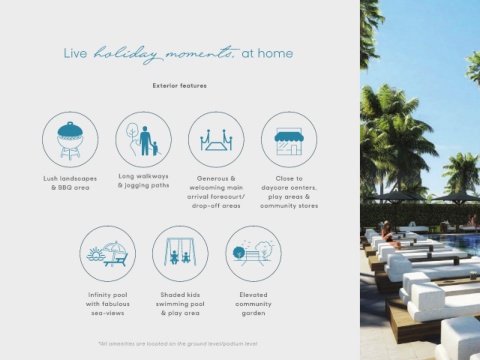 Live holiday moments, at home
Exterior features
Lush landscapes
& BBQ area
Long walkways
& jogging paths
Generous &
welcoming main
arrival forecourt/
drop-off areas
Close to
daycare centers,
play areas &
community stores
Infinity pool
with fabulous
sea-views
Shaded kids
swimming pool
& play area
Elevated
community
garden
*All amenities are located on the ground level/podium level